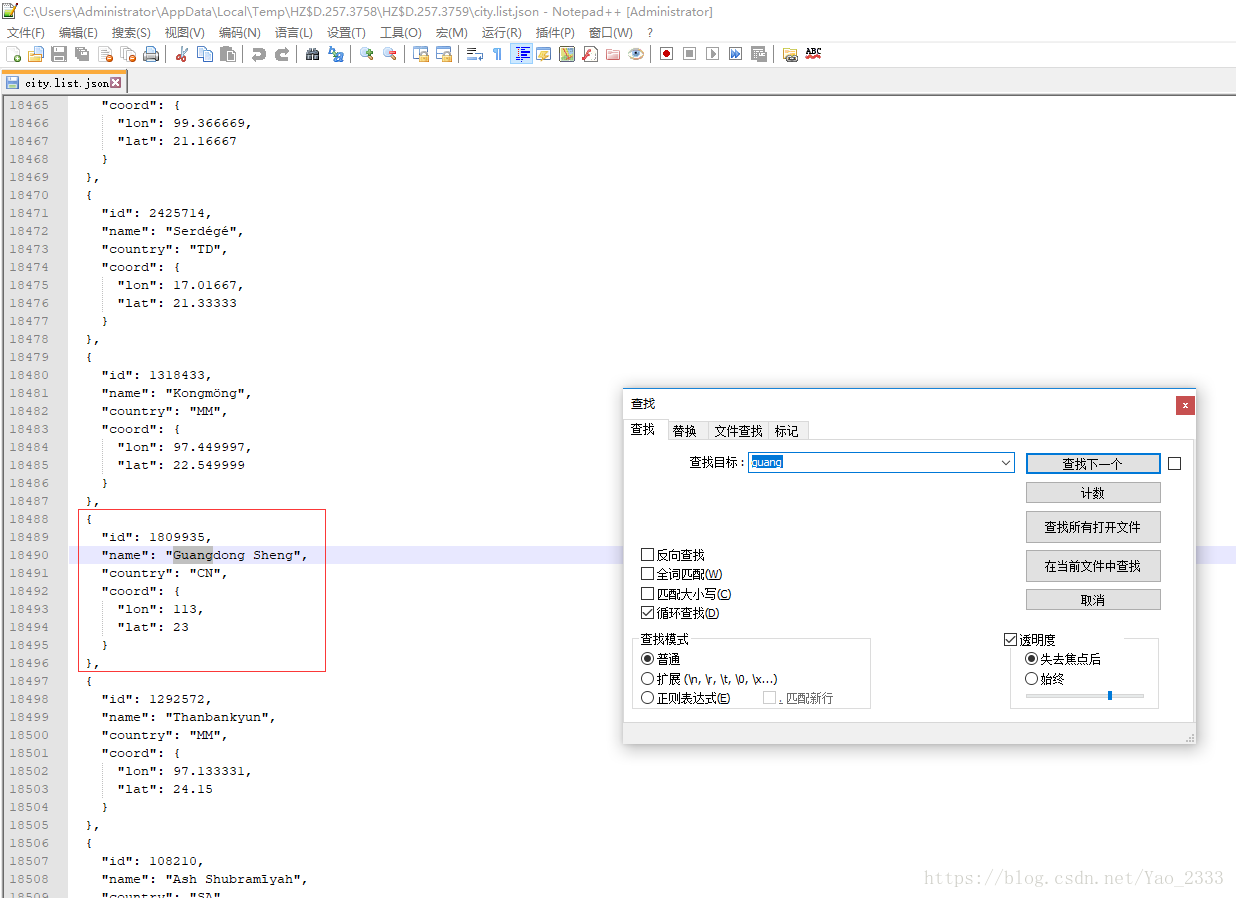 C:\Users\Administrator\AppData\Local\Temp\HZ$D.257.3758\HZ$D.257.3759\city.list.json - Notepad++ [Administrator]
文件(F) 编辑(E) 搜索(S) 视图(V) 编码(N) 语言(L) 设置(T) 工具(O) 宏(M) 运行(R) 插件(P) 窗口(W) ?
ABC
city.list.json
18465 "coord": {
18466 "lon": 99.366669,
18467 "lat": 21.16667
18468 }
18469 },
18470 {
18471 "id": 2425714,
18472 "name": "Serdégé",
18473 "country": "TD",
18474 "coord": {
18475 "lon": 17.01667,
18476 "lat": 21.33333
18477 }
18478 },
18479 {
18480 "id": 1318433,
18481 "name": "Kongmöng",
18482 "country": "MM",
18483 "coord": {
18484 "lon": 97.449997,
18485 "lat": 22.549999
18486 }
18487 },
18488 {
18489 "id": 1809935,
18490 "name": "Guangdong Sheng",
18491 "country": "CN",
18492 "coord": {
18493 "lon": 113,
18494 "lat": 23
18495 }
18496 },
18497 {
18498 "id": 1292572,
18499 "name": "Thanbankyun",
18500 "country": "MM",
18501 "coord": {
18502 "lon": 97.133331,
18503 "lat": 24.15
18504 }
18505 },
18506 {
18507 "id": 108210,
18508 "name": "Ash Shubramīyah",
18509 "country": "SA",
查找
x
查找 替换 文件查找 标记
查找目标： guang
查找下一个
计数
查找所有打开文件
在当前文件中查找
取消
反向查找
全词匹配(W)
匹配大小写(C)
循环查找(D)
查找模式
普通
扩展 (\n, \r, \t, \0, \x...)
正则表达式(E) . 匹配新行
透明度
失去焦点后
始终
https://blog.csdn.net/Yao_2333